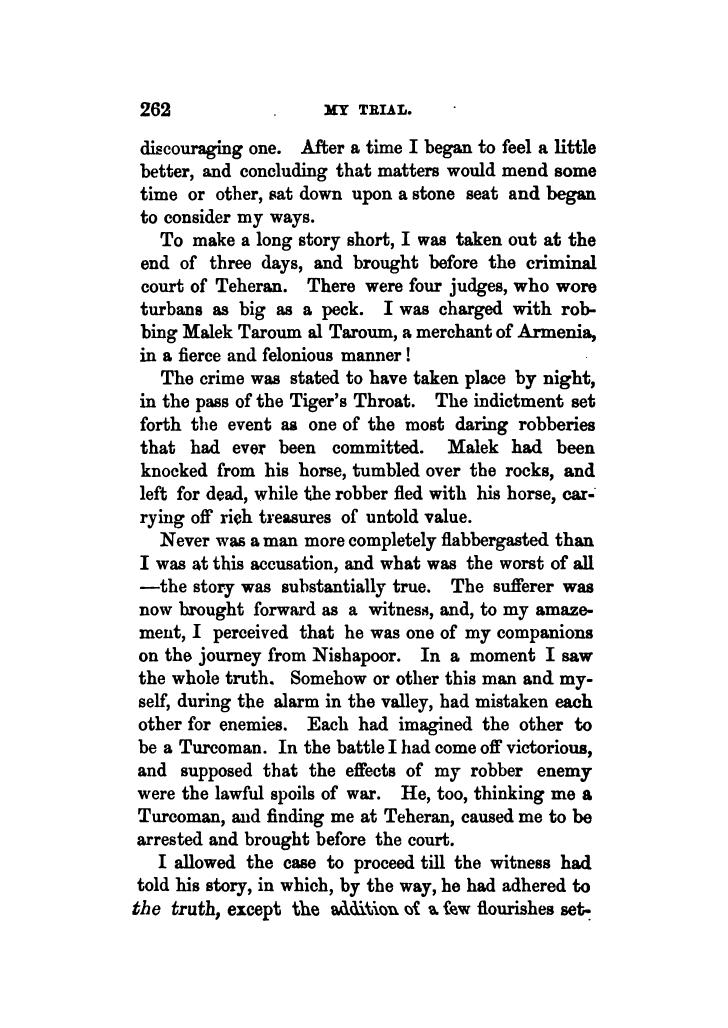 262 MY TRIAL.
discouraging one. After a time I began to feel a little
better, and concluding that matters would mend some
time or other, sat down upon a stone seat and began
to consider my ways.
To make a long story short, I was taken out at the
end of three days, and brought before the criminal
court of Teheran. There were four judges, who wore
turbans as big as a peck. I was charged with rob-
bing Malek Taroum al Taroum, a merchant of Armenia,
in a fierce and felonious manner!
The crime was stated to have taken place by night,
in the pass of the Tiger's Throat. The indictment set
forth the event as one of the most daring robberies
that had ever been committed. Malek had been
knocked from his horse, tumbled over the rocks, and
left for dead, while the robber fled with his horse, car-
rying off rich treasures of untold value.
Never was a man more completely flabbergasted than
I was at this accusation, and what was the worst of all
—the story was substantially true. The sufferer was
now brought forward as a witness, and, to my amaze-
ment, I perceived that he was one of my companions
on the journey from Nishapoor. In a moment I saw
the whole truth. Somehow or other this man and my-
self, during the alarm in the valley, had mistaken each
other for enemies. Each had imagined the other to
be a Turcoman. In the battle I had come off victorious,
and supposed that the effects of my robber enemy
were the lawful spoils of war. He, too, thinking me a
Turcoman, and finding me at Teheran, caused me to be
arrested and brought before the court.
I allowed the case to proceed till the witness had
told his story, in which, by the way, he had adhered to
the truth, except the addition of a few flourishes set-